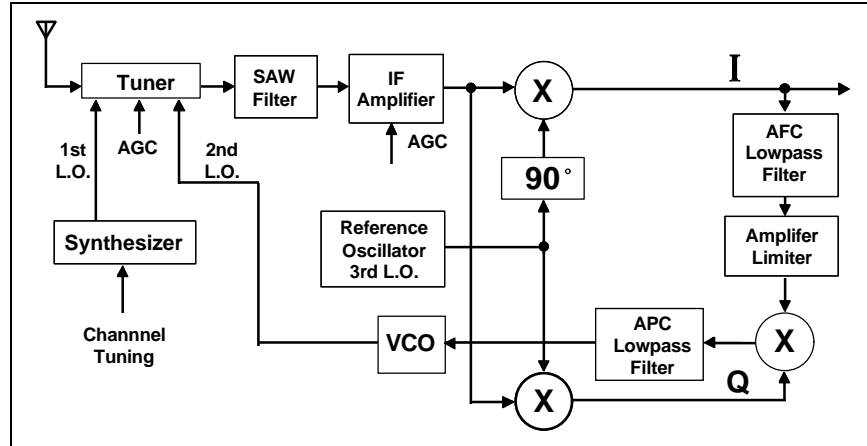 Tuner
SAW
Filter
IF
Amplifier
X
I
1st
L.O.
AGC
2nd
L.O.
AGC
90°
AFC
Lowpass
Filter
Synthesizer
Reference
Oscillator
3rd L.O.
Amplifer
Limiter
Channnel
Tuning
VCO
APC
Lowpass
Filter
X
X
Q